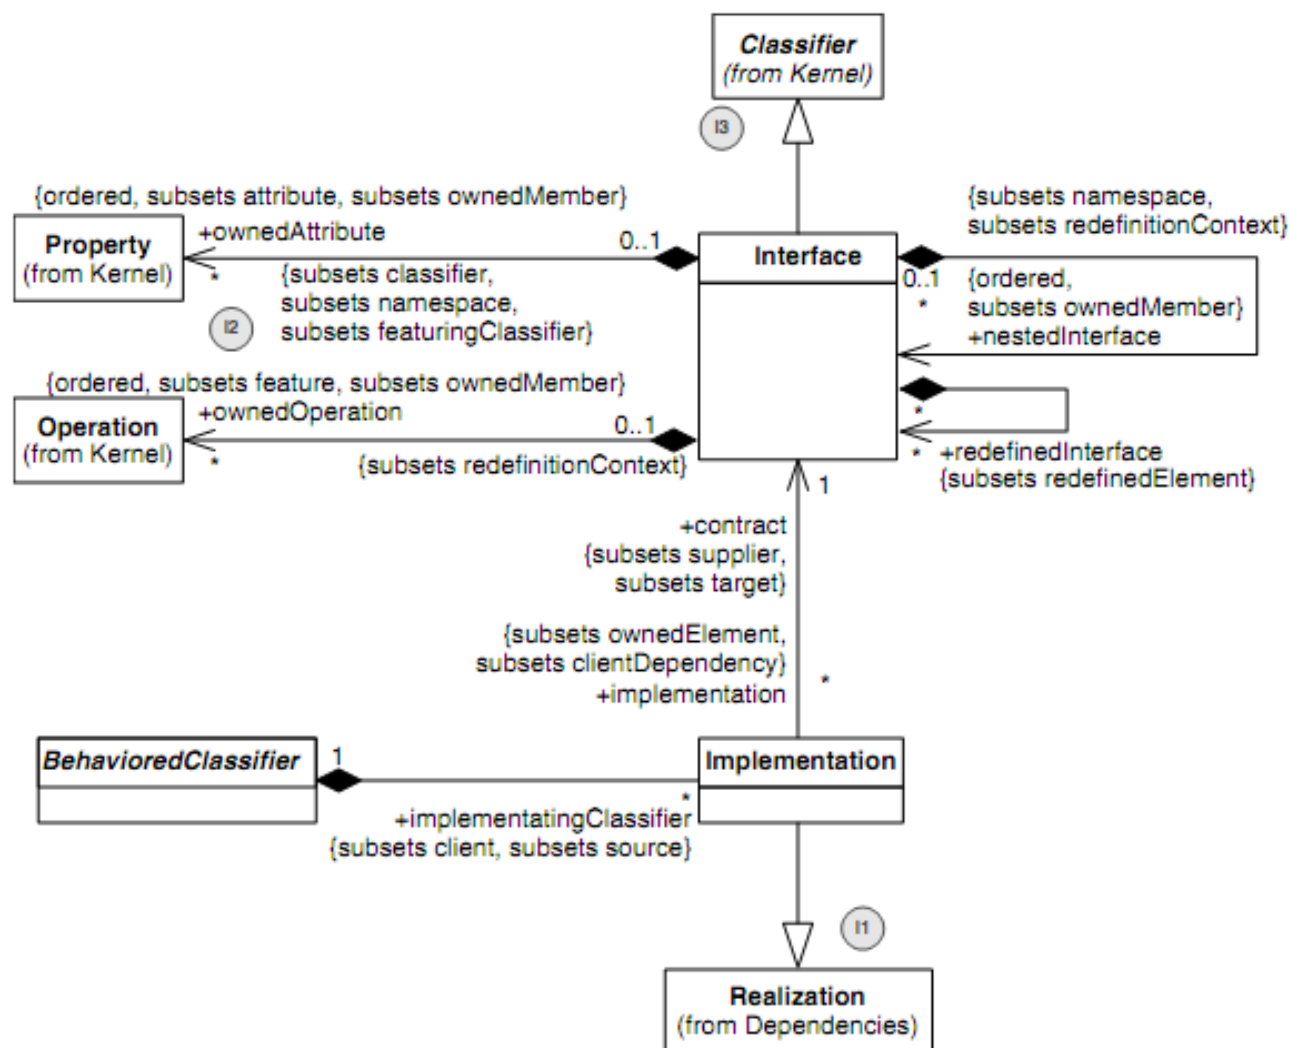 Classifier
(from Kernel)
I3
{ordered, subsets attribute, subsets ownedMember}
Property
(from Kernel)
+ownedAttribute
*
0..1
{subsets classifier,
subsets namespace,
subsets featuringClassifier}
I2
Interface
{subsets namespace,
subsets redefinitionContext}
0..1
*
{ordered,
subsets ownedMember}
+nestedInterface
{ordered, subsets feature, subsets ownedMember}
Operation
(from Kernel)
+ownedOperation
*
0..1
{subsets redefinitionContext}
*
*
+redefinedInterface
{subsets redefinedElement}
1
+contract
{subsets supplier,
subsets target}
{subsets ownedElement,
subsets clientDependency}
+implementation
*
BehavioredClassifier
1
Implementation
*
+implementatingClassifier
{subsets client, subsets source}
I1
Realization
(from Dependencies)